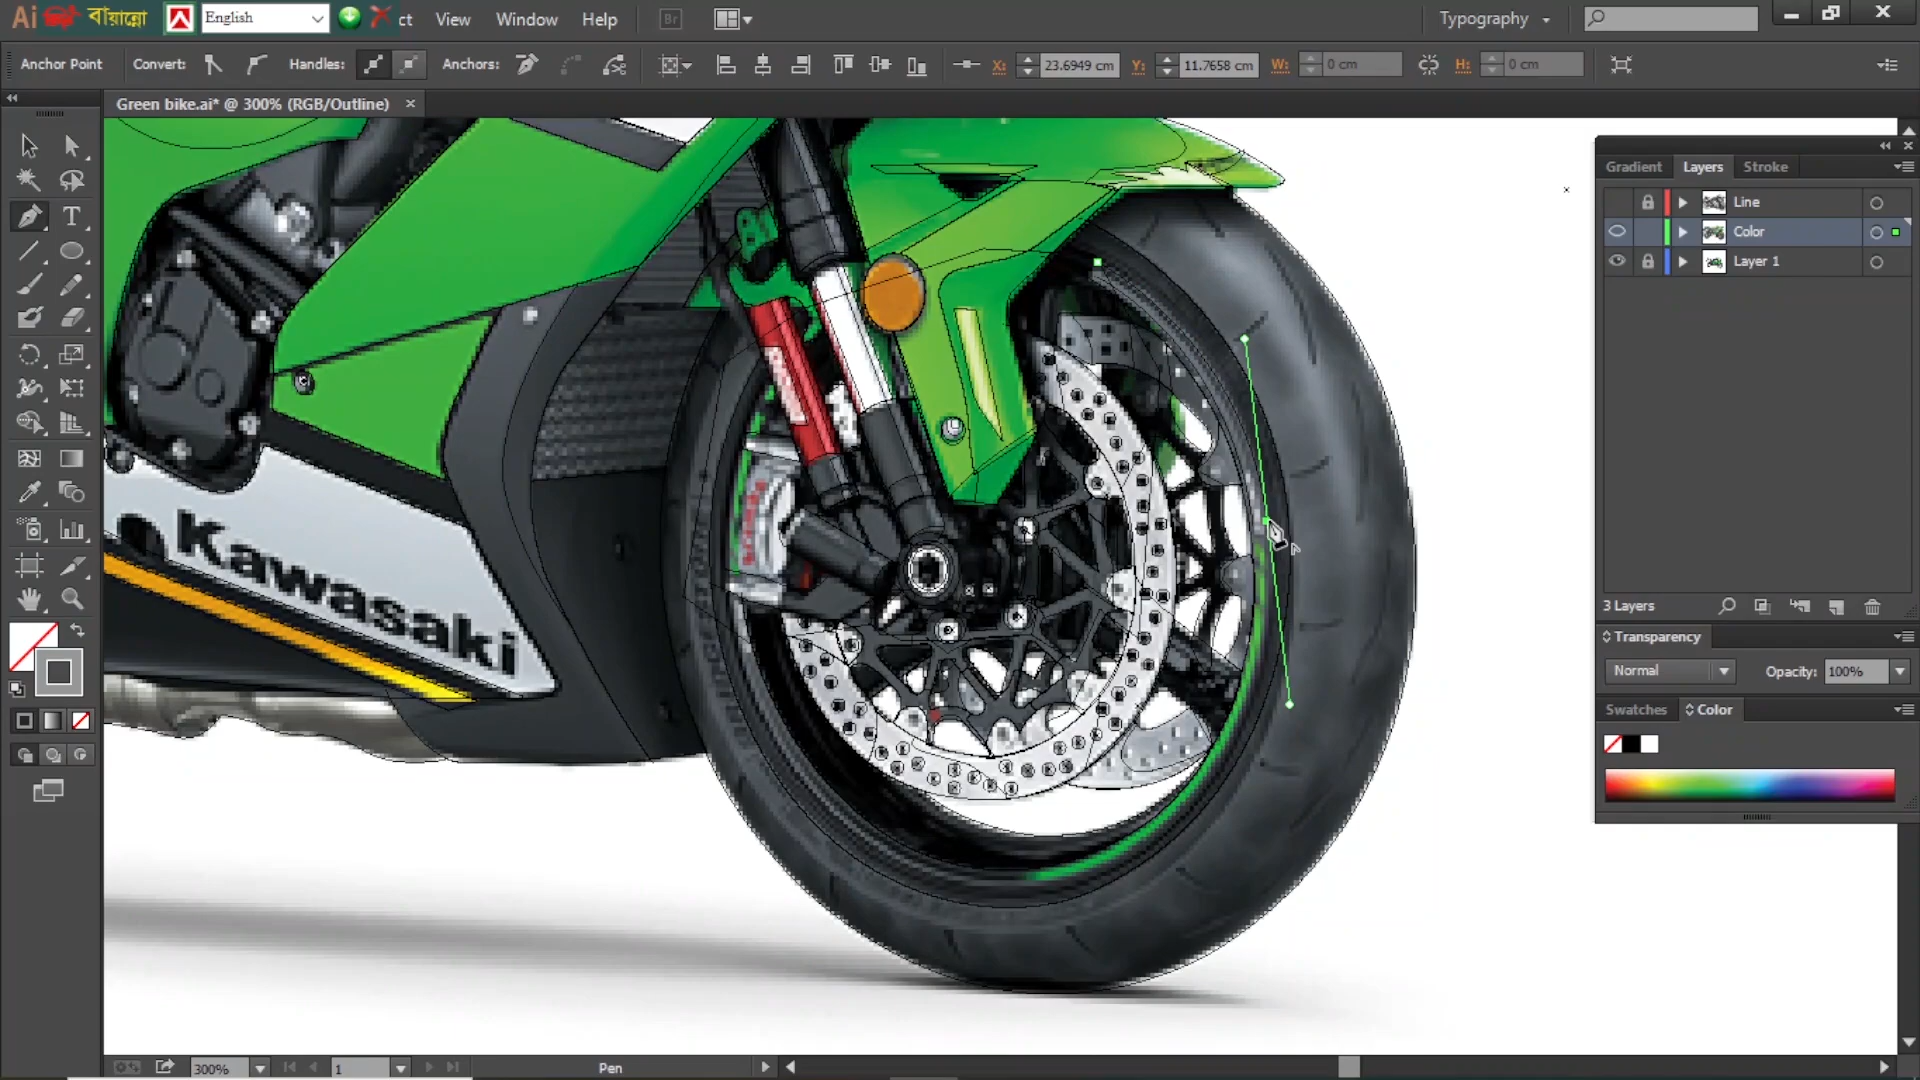 Ai বায়ান্নো English ct View Window Help Br Typography
Anchor Point Convert: Handles: Anchors: X: 23.6949 cm Y: 11.7658 cm W: 0 cm H: 0 cm
Green bike.ai* @ 300% (RGB/Outline)
Gradient Layers Stroke
Line
Color
Layer 1
Kawasaki
3 Layers
Transparency
Normal Opacity: 100%
Swatches Color
300% 1 Pen